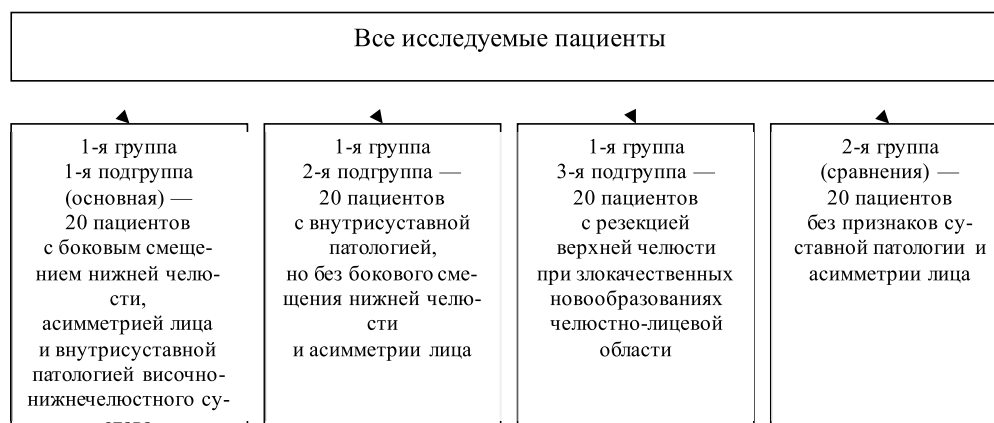 Все исследуемые пациенты
1-я группа
1-я подгруппа
(основная) —
20 пациентов
с боковым смеще-
нием нижней челю-
сти,
асимметрией лица
и внутрисуставной
патологией височно-
нижнечелюстного су-
1-я группа
2-я подгруппа —
20 пациентов
с внутрисуставной
патологией,
но без бокового сме-
щения нижней челю-
сти
и асимметрии лица
1-я группа
3-я подгруппа —
20 пациентов
с резекцией
верхней челюсти
при злокачественных
новообразованиях
челюстно-лицевой
области
2-я группа
(сравнения) —
20 пациентов
без признаков су-
ставной патологии и
асимметрии лица